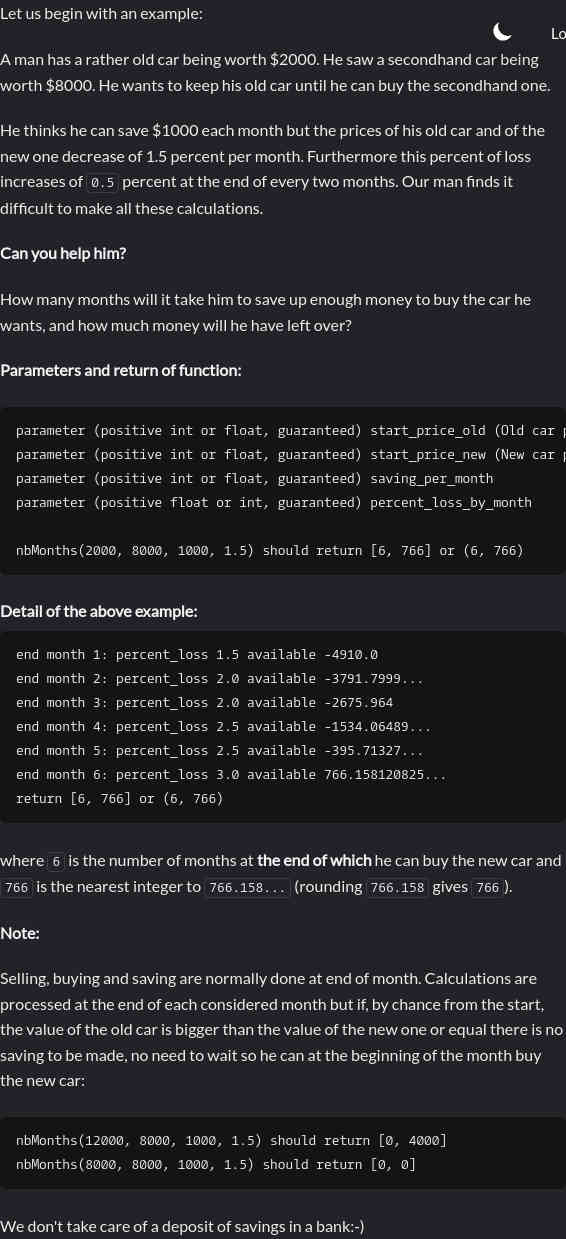 Let us begin with an example:
Lo
A man has a rather old car being worth $2000. He saw a secondhand car being
worth $8000. He wants to keep his old car until he can buy the secondhand one.
He thinks he can save $1000 each month but the prices of his old car and of the
new one decrease of 1.5 percent per month. Furthermore this percent of loss
increases of 0.5 percent at the end of every two months. Our man finds it
difficult to make all these calculations.
Can you help him?
How many months will it take him to save up enough money to buy the car he
wants, and how much money will he have left over?
Parameters and return of function:
parameter (positive int or float, guaranteed) start_price_old (Old car p
parameter (positive int or float, guaranteed) start_price_new (New car p
parameter (positive int or float, guaranteed) saving_per_month
parameter (positive float or int, guaranteed) percent_loss_by_month
nbMonths(2000, 8000, 1000, 1.5) should return [6, 766] or (6, 766)
Detail of the above example:
end month 1: percent_loss 1.5 available -4910.0
end month 2: percent_loss 2.0 available -3791.7999...
end month 3: percent_loss 2.0 available -2675.964
end month 4: percent_loss 2.5 available -1534.06489...
end month 5: percent_loss 2.5 available -395.71327...
end month 6: percent_loss 3.0 available 766.158120825...
return [6, 766] or (6, 766)
where 6 is the number of months at the end of which he can buy the new car and
766 is the nearest integer to 766.158... (rounding 766.158 gives 766 ).
Note:
Selling, buying and saving are normally done at end of month. Calculations are
processed at the end of each considered month but if, by chance from the start,
the value of the old car is bigger than the value of the new one or equal there is no
saving to be made, no need to wait so he can at the beginning of the month buy
the new car:
nbMonths(12000, 8000, 1000, 1.5) should return [0, 4000]
nbMonths(8000, 8000, 1000, 1.5) should return [0, 0]
We don't take care of a deposit of savings in a bank:-)